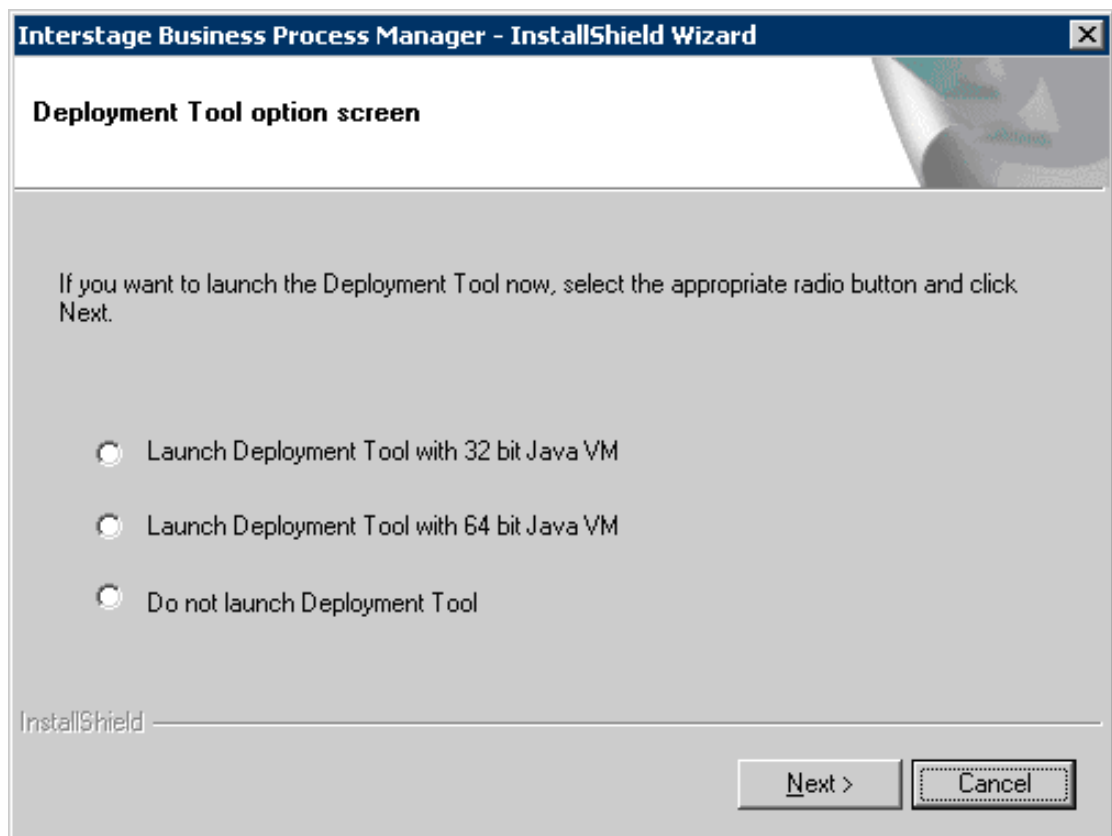 Interstage Business Process Manager - InstallShield Wizard
Deployment Tool option screen
If you want to launch the Deployment Tool now, select the appropriate radio button and click
Next.
Launch Deployment Tool with 32 bit Java VM
Launch Deployment Tool with 64 bit Java VM
Do not launch Deployment Tool
InstallShield
Next >
Cancel